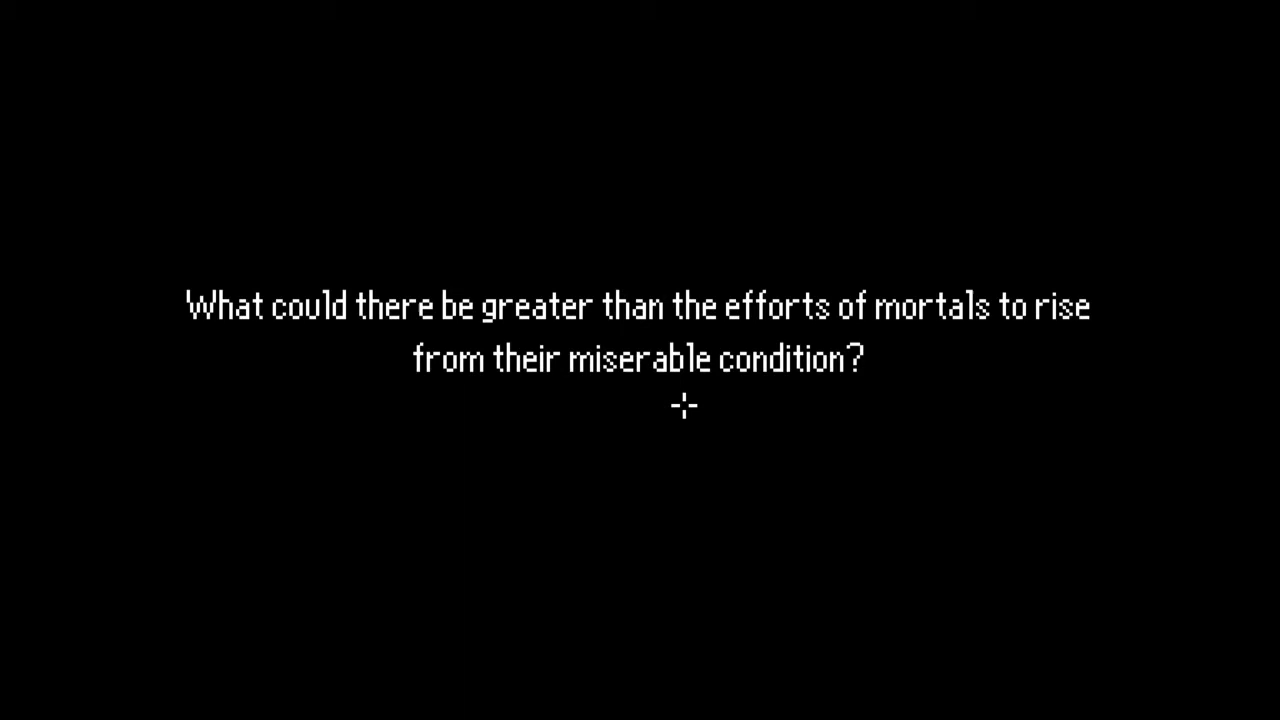 What could there be greater than the efforts of mortals to rise
from their miserable condition?